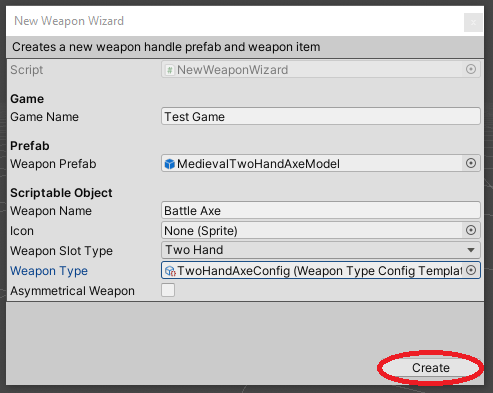 New Weapon Wizard
Creates a new weapon handle prefab and weapon item
Script NewWeaponWizard
Game
Game Name Test Game
Prefab
Weapon Prefab MedievalTwoHandAxeModel
Scriptable Object
Weapon Name Battle Axe
Icon None (Sprite)
Weapon Slot Type Two Hand
Weapon Type TwoHandAxeConfig (Weapon Type Config Templat
Asymmetrical Weapon
Create